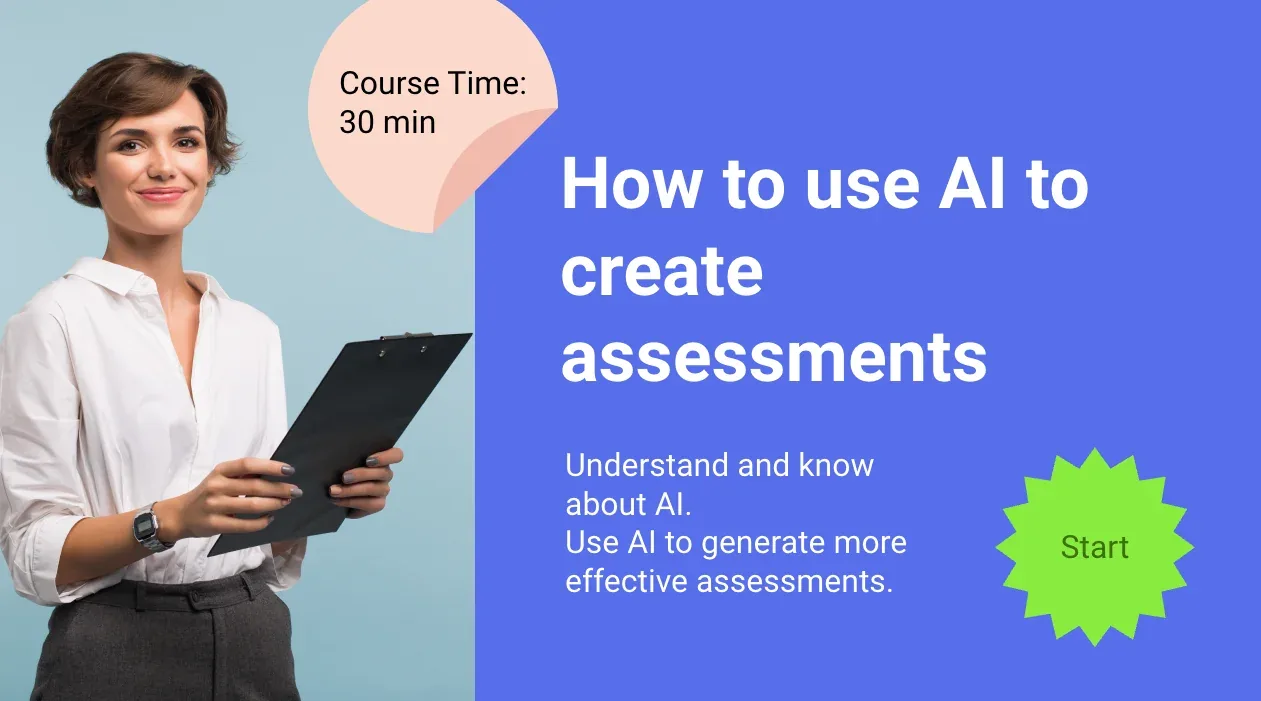 Course Time:
30 min
How to use AI to
create
assessments
Understand and know
about AI.
Use AI to generate more
effective assessments.
Start